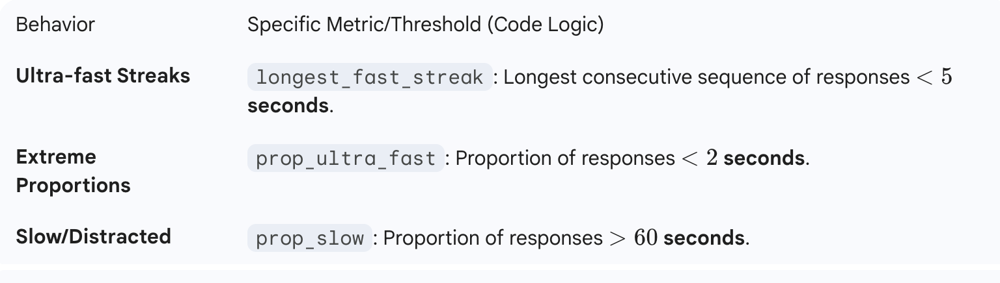 Behavior Specific Metric/Threshold (Code Logic)
Ultra-fast Streaks longest_fast_streak : Longest consecutive sequence of responses < 5
seconds.
Extreme
Proportions
prop_ultra_fast : Proportion of responses < 2 seconds.
Slow/Distracted prop_slow : Proportion of responses > 60 seconds.